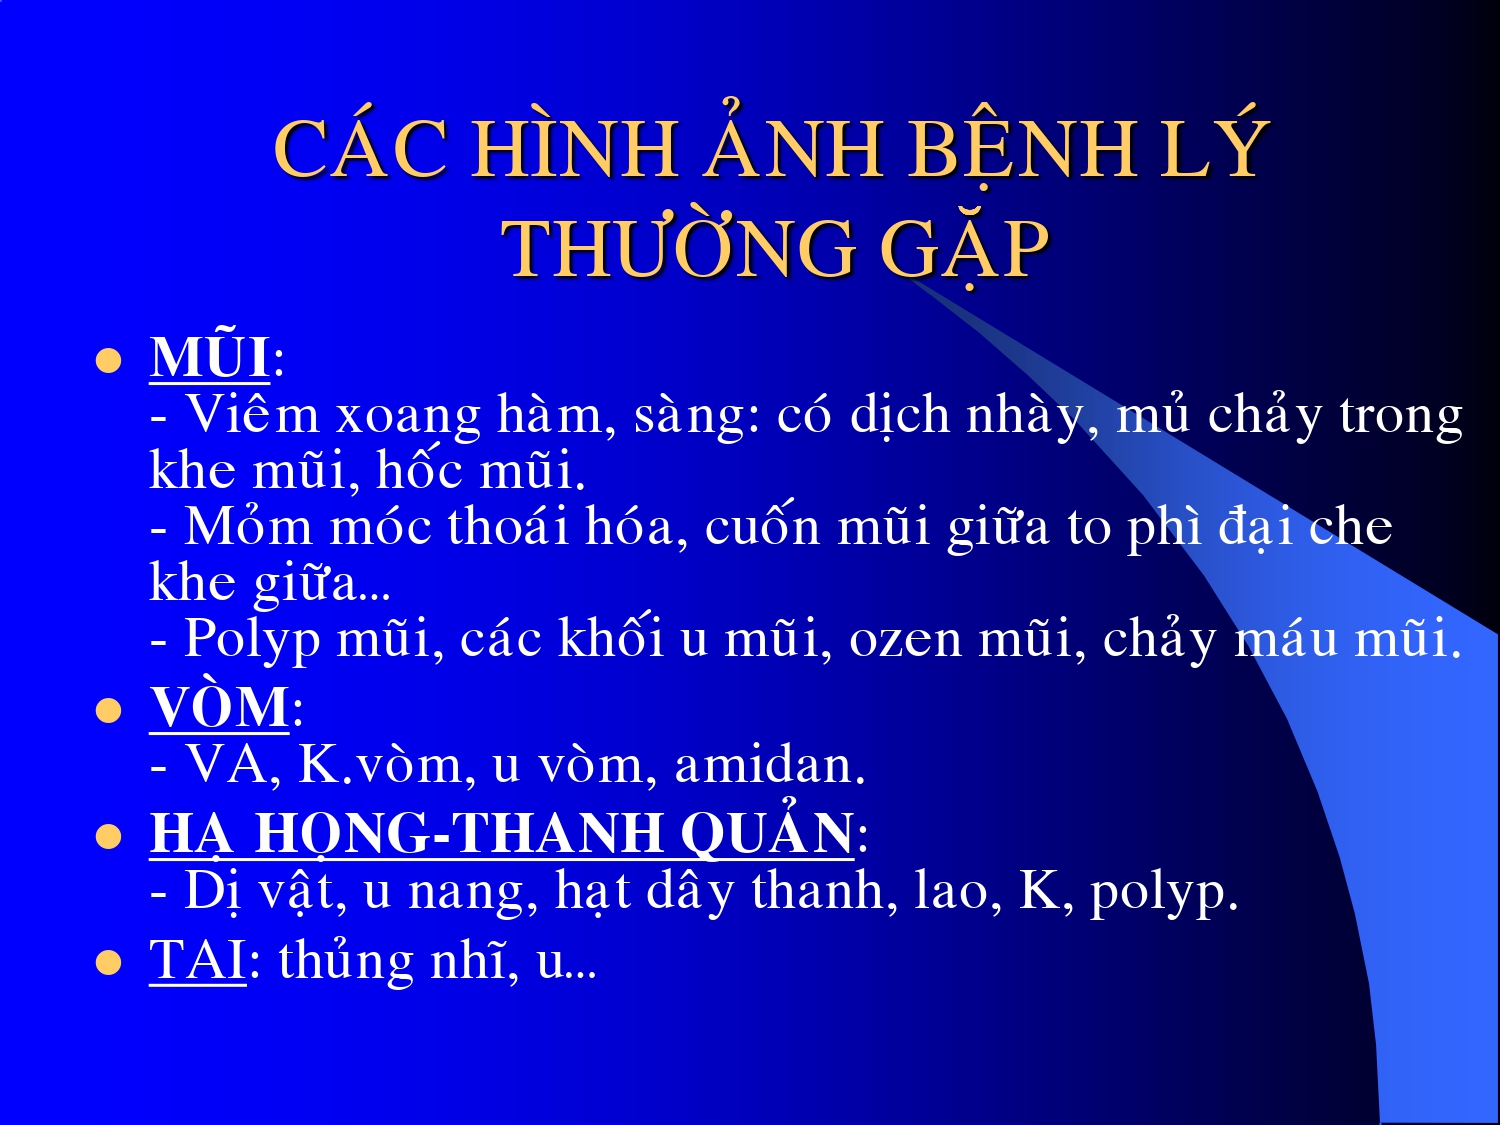 CÁC HÌNH ẢNH BỆNH LÝ
THƯỜNG GẶP
MŨI:
- Viêm xoang hàm, sàng: có dịch nhày, mủ chảy trong
khe mũi, hốc mũi.
- Mỏm móc thoái hóa, cuốn mũi giữa to phì đại che
khe giữa...
- Polyp mũi, các khối u mũi, ozen mũi, chảy máu mũi.
VÒM:
- VA, K.vòm, u vòm, amidan.
HẠ HỌNG-THANH QUẢN:
- Dị vật, u nang, hạt dây thanh, lao, K, polyp.
TAI: thủng nhĩ, u...